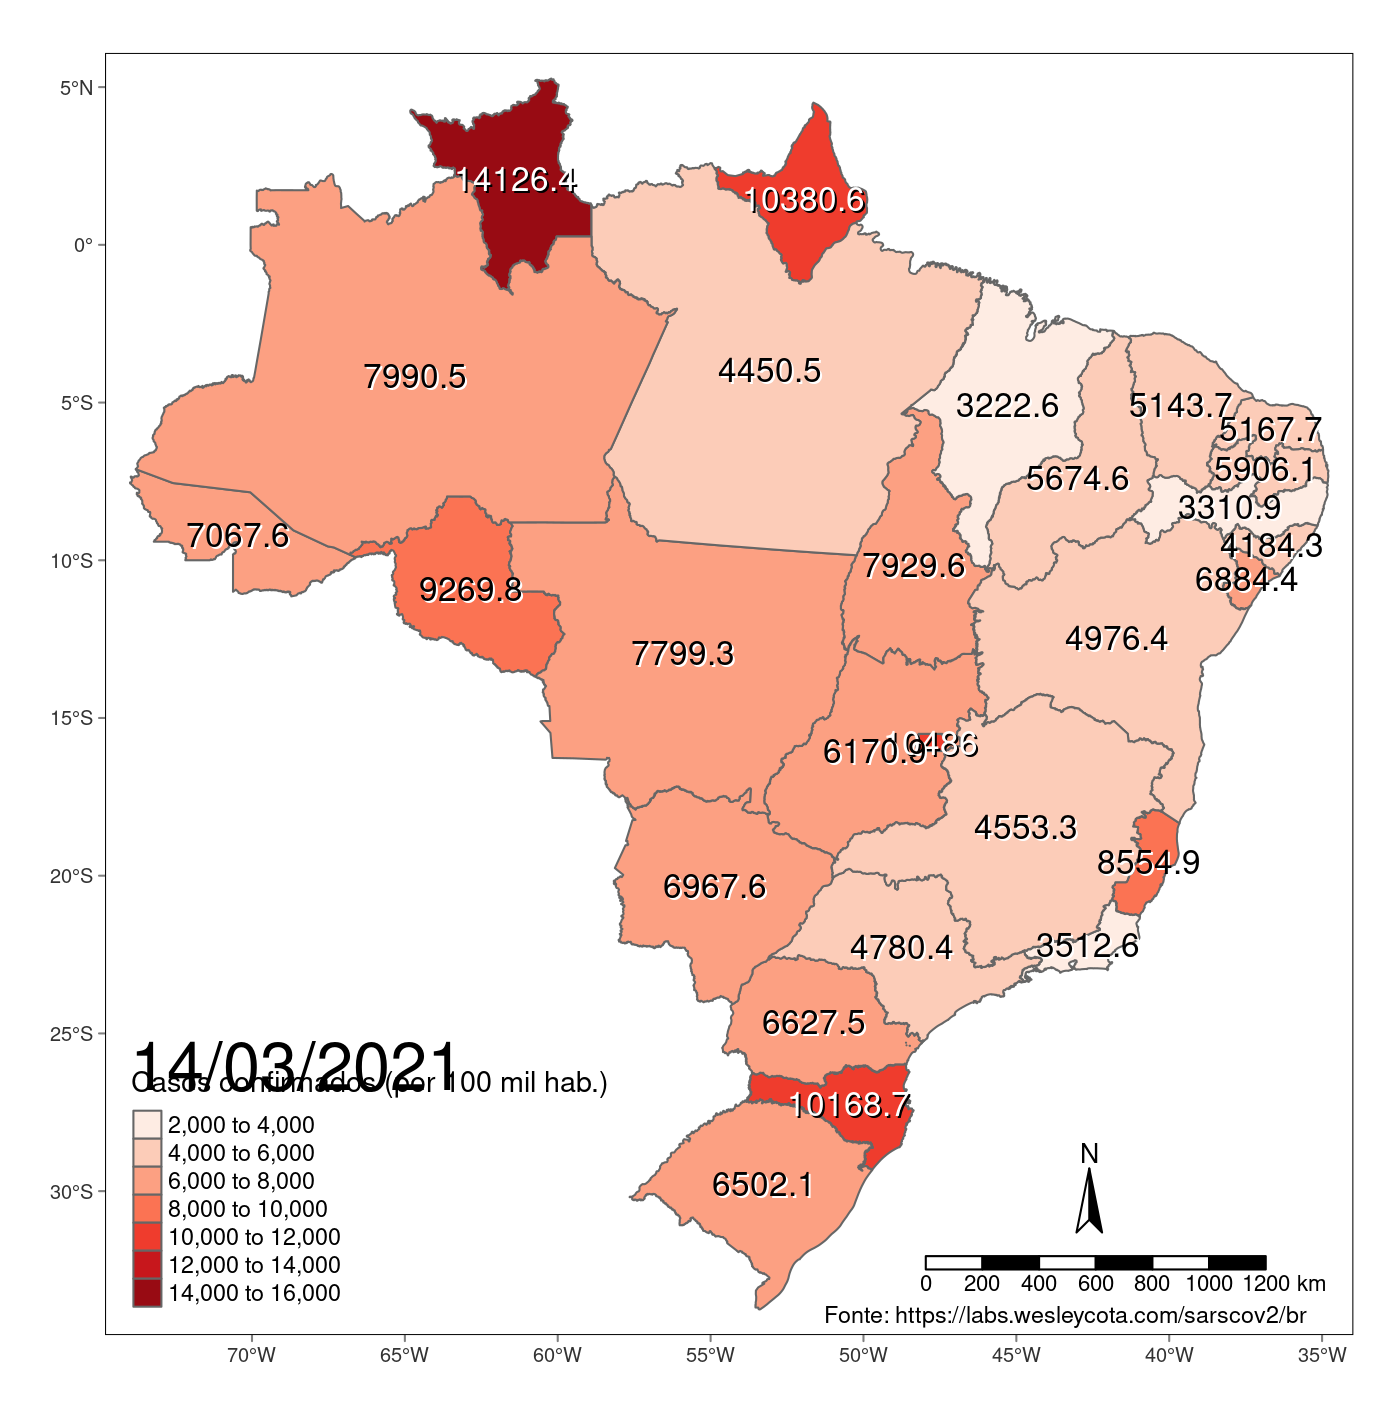 5°N
0°
5°S
10°S
15°S
20°S
25°S
30°S
14126.4
10380.6
7990.5
4450.5
3222.6
5143.7
5167.7
5906.1
5674.6
3310.9
4184.3
7067.6
7929.6
6884.4
9269.8
4976.4
7799.3
6170.9
10486
4553.3
8554.9
6967.6
4780.4
3512.6
6627.5
10168.7
6502.1
14/03/2021
Casos confirmados (por 100 mil hab.)
2,000 to 4,000
4,000 to 6,000
6,000 to 8,000
8,000 to 10,000
10,000 to 12,000
12,000 to 14,000
14,000 to 16,000
N
0 200 400 600 800 1000 1200 km
Fonte: https://labs.wesleycota.com/sarscov2/br
70°W 65°W 60°W 55°W 50°W 45°W 40°W 35°W